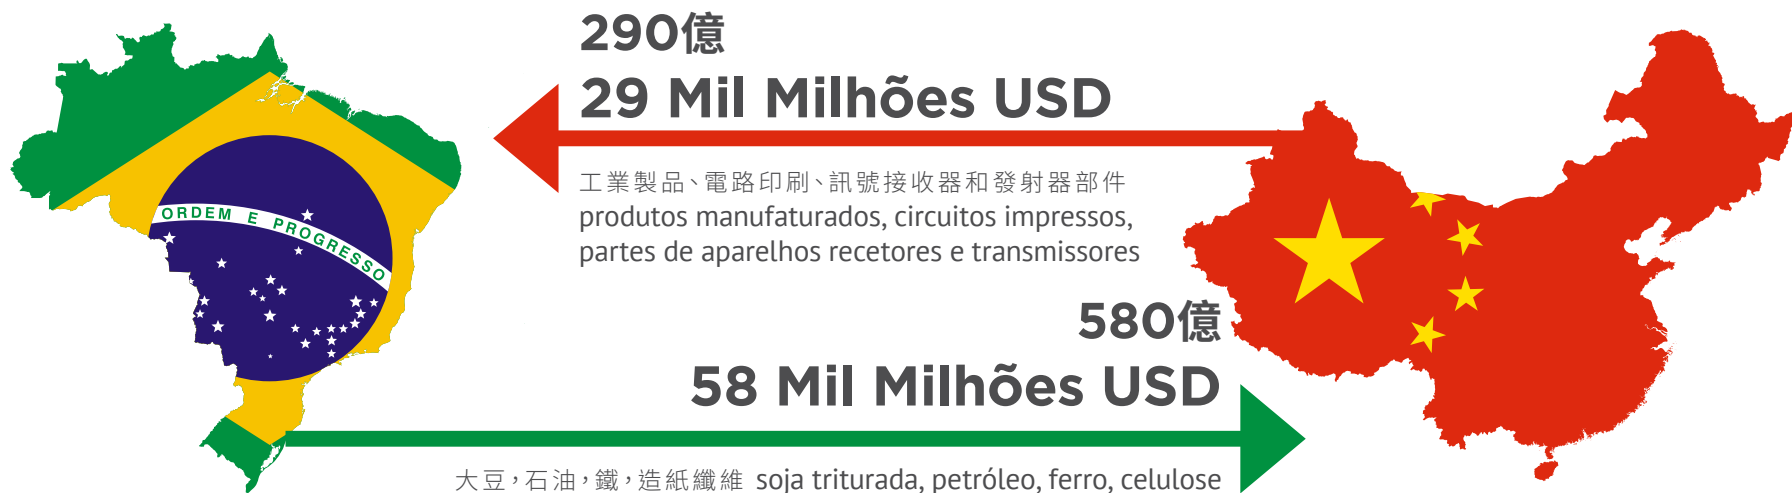 290億
29 Mil Milhões USD
工業製品、電路印刷、訊號接收器和發射器部件
produtos manufaturados, circuitos impressos,
partes de aparelhos recetores e transmissores
ORDEM E PROGRESSO
580億
58 Mil Milhões USD
大豆，石油，鐵，造紙纖維 soja triturada, petróleo, ferro, celulose